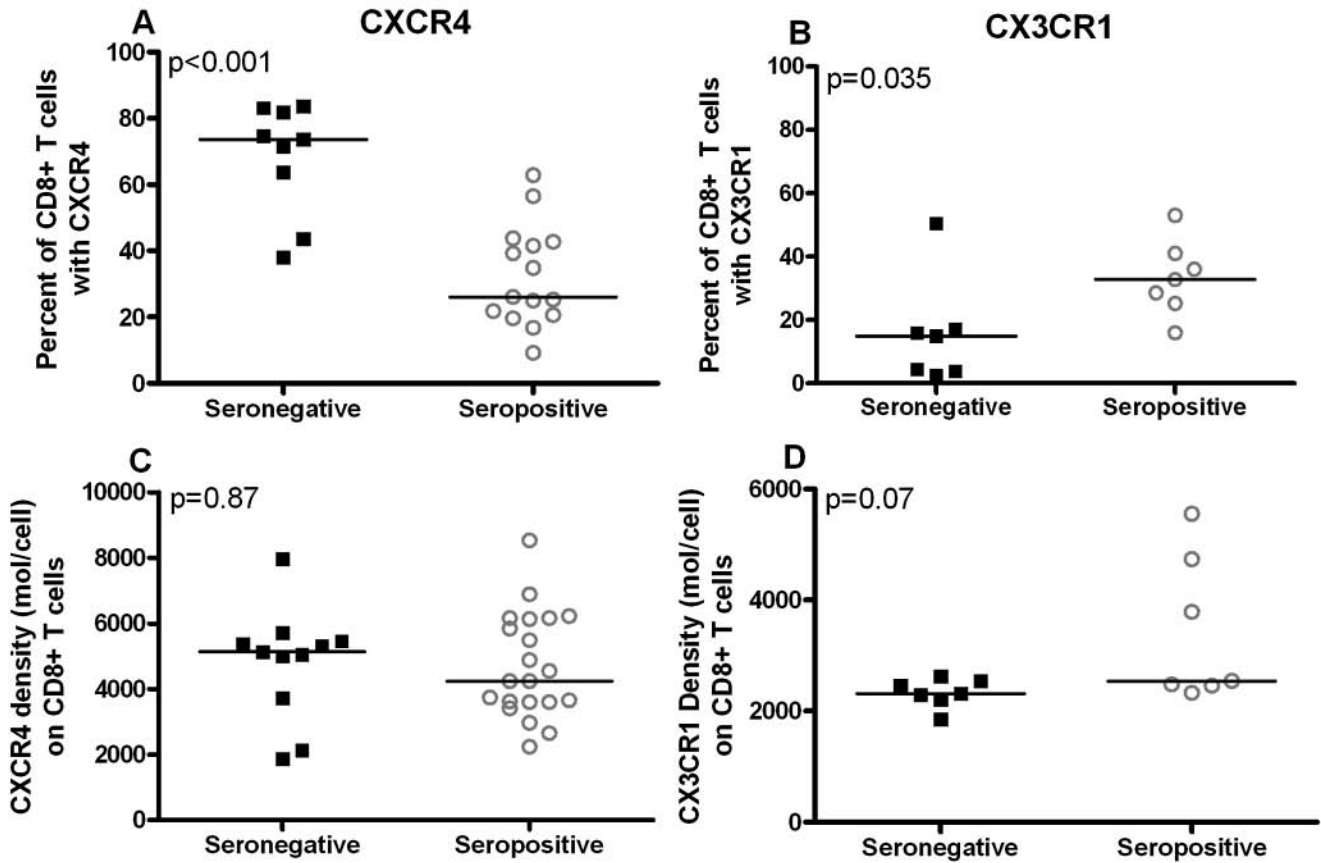 A
CXCR4
p<0.001
Percent of CD8+ T cells
with CXCR4
100
80
60
40
20
0
Seronegative
Seropositive
B
CX3CR1
p=0.035
Percent of CD8+ T cells
with CX3CR1
100
80
60
40
20
0
Seronegative
Seropositive
C
p=0.87
CXCR4 density (mol/cell)
on CD8+ T cells
10000
8000
6000
4000
2000
0
Seronegative
Seropositive
D
p=0.07
CX3CR1 Density (mol/cell)
on CD8+ T cells
6000
4000
2000
0
Seronegative
Seropositive